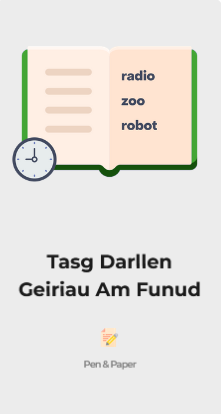 radio
zoo
robot
Tasg Darllen
Geiriau Am Funud
Pen & Paper